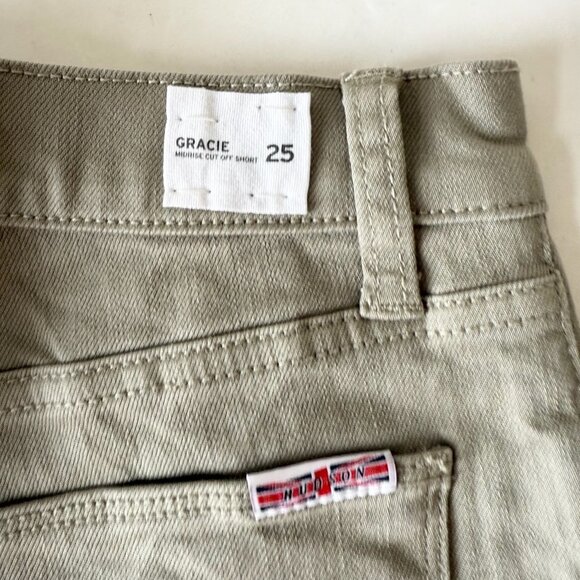 GRACIE 25
MIDRISE CUT OFF SHORT
HUDSON